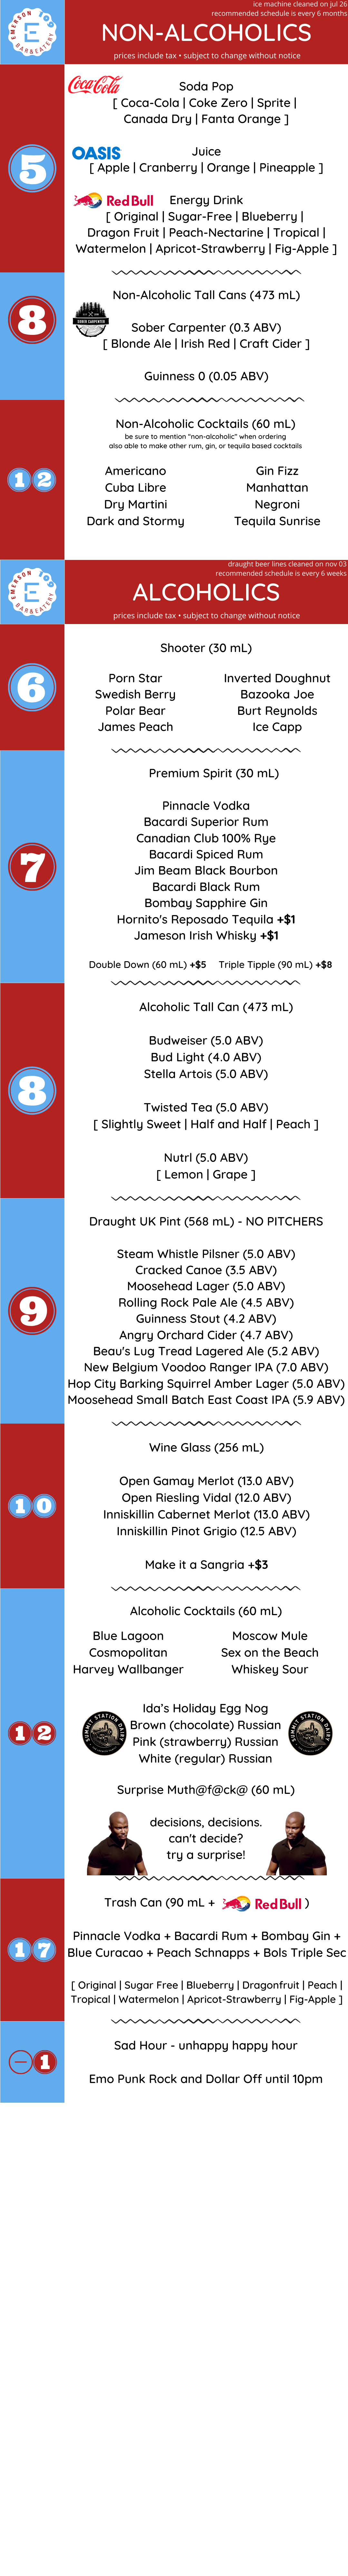 ice machine cleaned on jul 26
recommended schedule is every 6 months
EMERSON
E
BAR&EATERY
NON-ALCOHOLICS
prices include tax • subject to change without notice
5
Coca-Cola
Soda Pop
[ Coca-Cola | Coke Zero | Sprite |
Canada Dry | Fanta Orange ]
OASIS
Juice
[ Apple | Cranberry | Orange | Pineapple ]
Red Bull
Energy Drink
[ Original | Sugar-Free | Blueberry |
Dragon Fruit | Peach-Nectarine | Tropical |
Watermelon | Apricot-Strawberry | Fig-Apple ]
8
Non-Alcoholic Tall Cans (473 mL)
SOBER CARPENTER
Sober Carpenter (0.3 ABV)
[ Blonde Ale | Irish Red | Craft Cider ]
Guinness 0 (0.05 ABV)
12
Non-Alcoholic Cocktails (60 mL)
be sure to mention "non-alcoholic" when ordering
also able to make other rum, gin, or tequila based cocktails
Americano
Cuba Libre
Dry Martini
Dark and Stormy
Gin Fizz
Manhattan
Negroni
Tequila Sunrise
draught beer lines cleaned on nov 03
recommended schedule is every 6 weeks
EMERSON
E
BAR&EATERY
ALCOHOLICS
prices include tax • subject to change without notice
6
Shooter (30 mL)
Porn Star
Swedish Berry
Polar Bear
James Peach
Inverted Doughnut
Bazooka Joe
Burt Reynolds
Ice Capp
7
Premium Spirit (30 mL)
Pinnacle Vodka
Bacardi Superior Rum
Canadian Club 100% Rye
Bacardi Spiced Rum
Jim Beam Black Bourbon
Bacardi Black Rum
Bombay Sapphire Gin
Hornito's Reposado Tequila +$1
Jameson Irish Whisky +$1
Double Down (60 mL) +$5 Triple Tipple (90 mL) +$8
8
Alcoholic Tall Can (473 mL)
Budweiser (5.0 ABV)
Bud Light (4.0 ABV)
Stella Artois (5.0 ABV)
Twisted Tea (5.0 ABV)
[ Slightly Sweet | Half and Half | Peach ]
Nutrl (5.0 ABV)
[ Lemon | Grape ]
9
Draught UK Pint (568 mL) - NO PITCHERS
Steam Whistle Pilsner (5.0 ABV)
Cracked Canoe (3.5 ABV)
Moosehead Lager (5.0 ABV)
Rolling Rock Pale Ale (4.5 ABV)
Guinness Stout (4.2 ABV)
Angry Orchard Cider (4.7 ABV)
Beau's Lug Tread Lagered Ale (5.2 ABV)
New Belgium Voodoo Ranger IPA (7.0 ABV)
Hop City Barking Squirrel Amber Lager (5.0 ABV)
Moosehead Small Batch East Coast IPA (5.9 ABV)
10
Wine Glass (256 mL)
Open Gamay Merlot (13.0 ABV)
Open Riesling Vidal (12.0 ABV)
Inniskillin Cabernet Merlot (13.0 ABV)
Inniskillin Pinot Grigio (12.5 ABV)
Make it a Sangria +$3
12
Alcoholic Cocktails (60 mL)
Blue Lagoon
Cosmopolitan
Harvey Wallbanger
Moscow Mule
Sex on the Beach
Whiskey Sour
SUMMIT STATION DAIRY
Ida's Holiday Egg Nog
Brown (chocolate) Russian
Pink (strawberry) Russian
White (regular) Russian
SUMMIT STATION DAIRY
Surprise Muth@f@ck@ (60 mL)
decisions, decisions.
can't decide?
try a surprise!
17
Trash Can (90 mL + Red Bull )
Pinnacle Vodka + Bacardi Rum + Bombay Gin +
Blue Curacao + Peach Schnapps + Bols Triple Sec
[ Original | Sugar Free | Blueberry | Dragonfruit | Peach |
Tropical | Watermelon | Apricot-Strawberry | Fig-Apple ]
-1
Sad Hour - unhappy happy hour
Emo Punk Rock and Dollar Off until 10pm